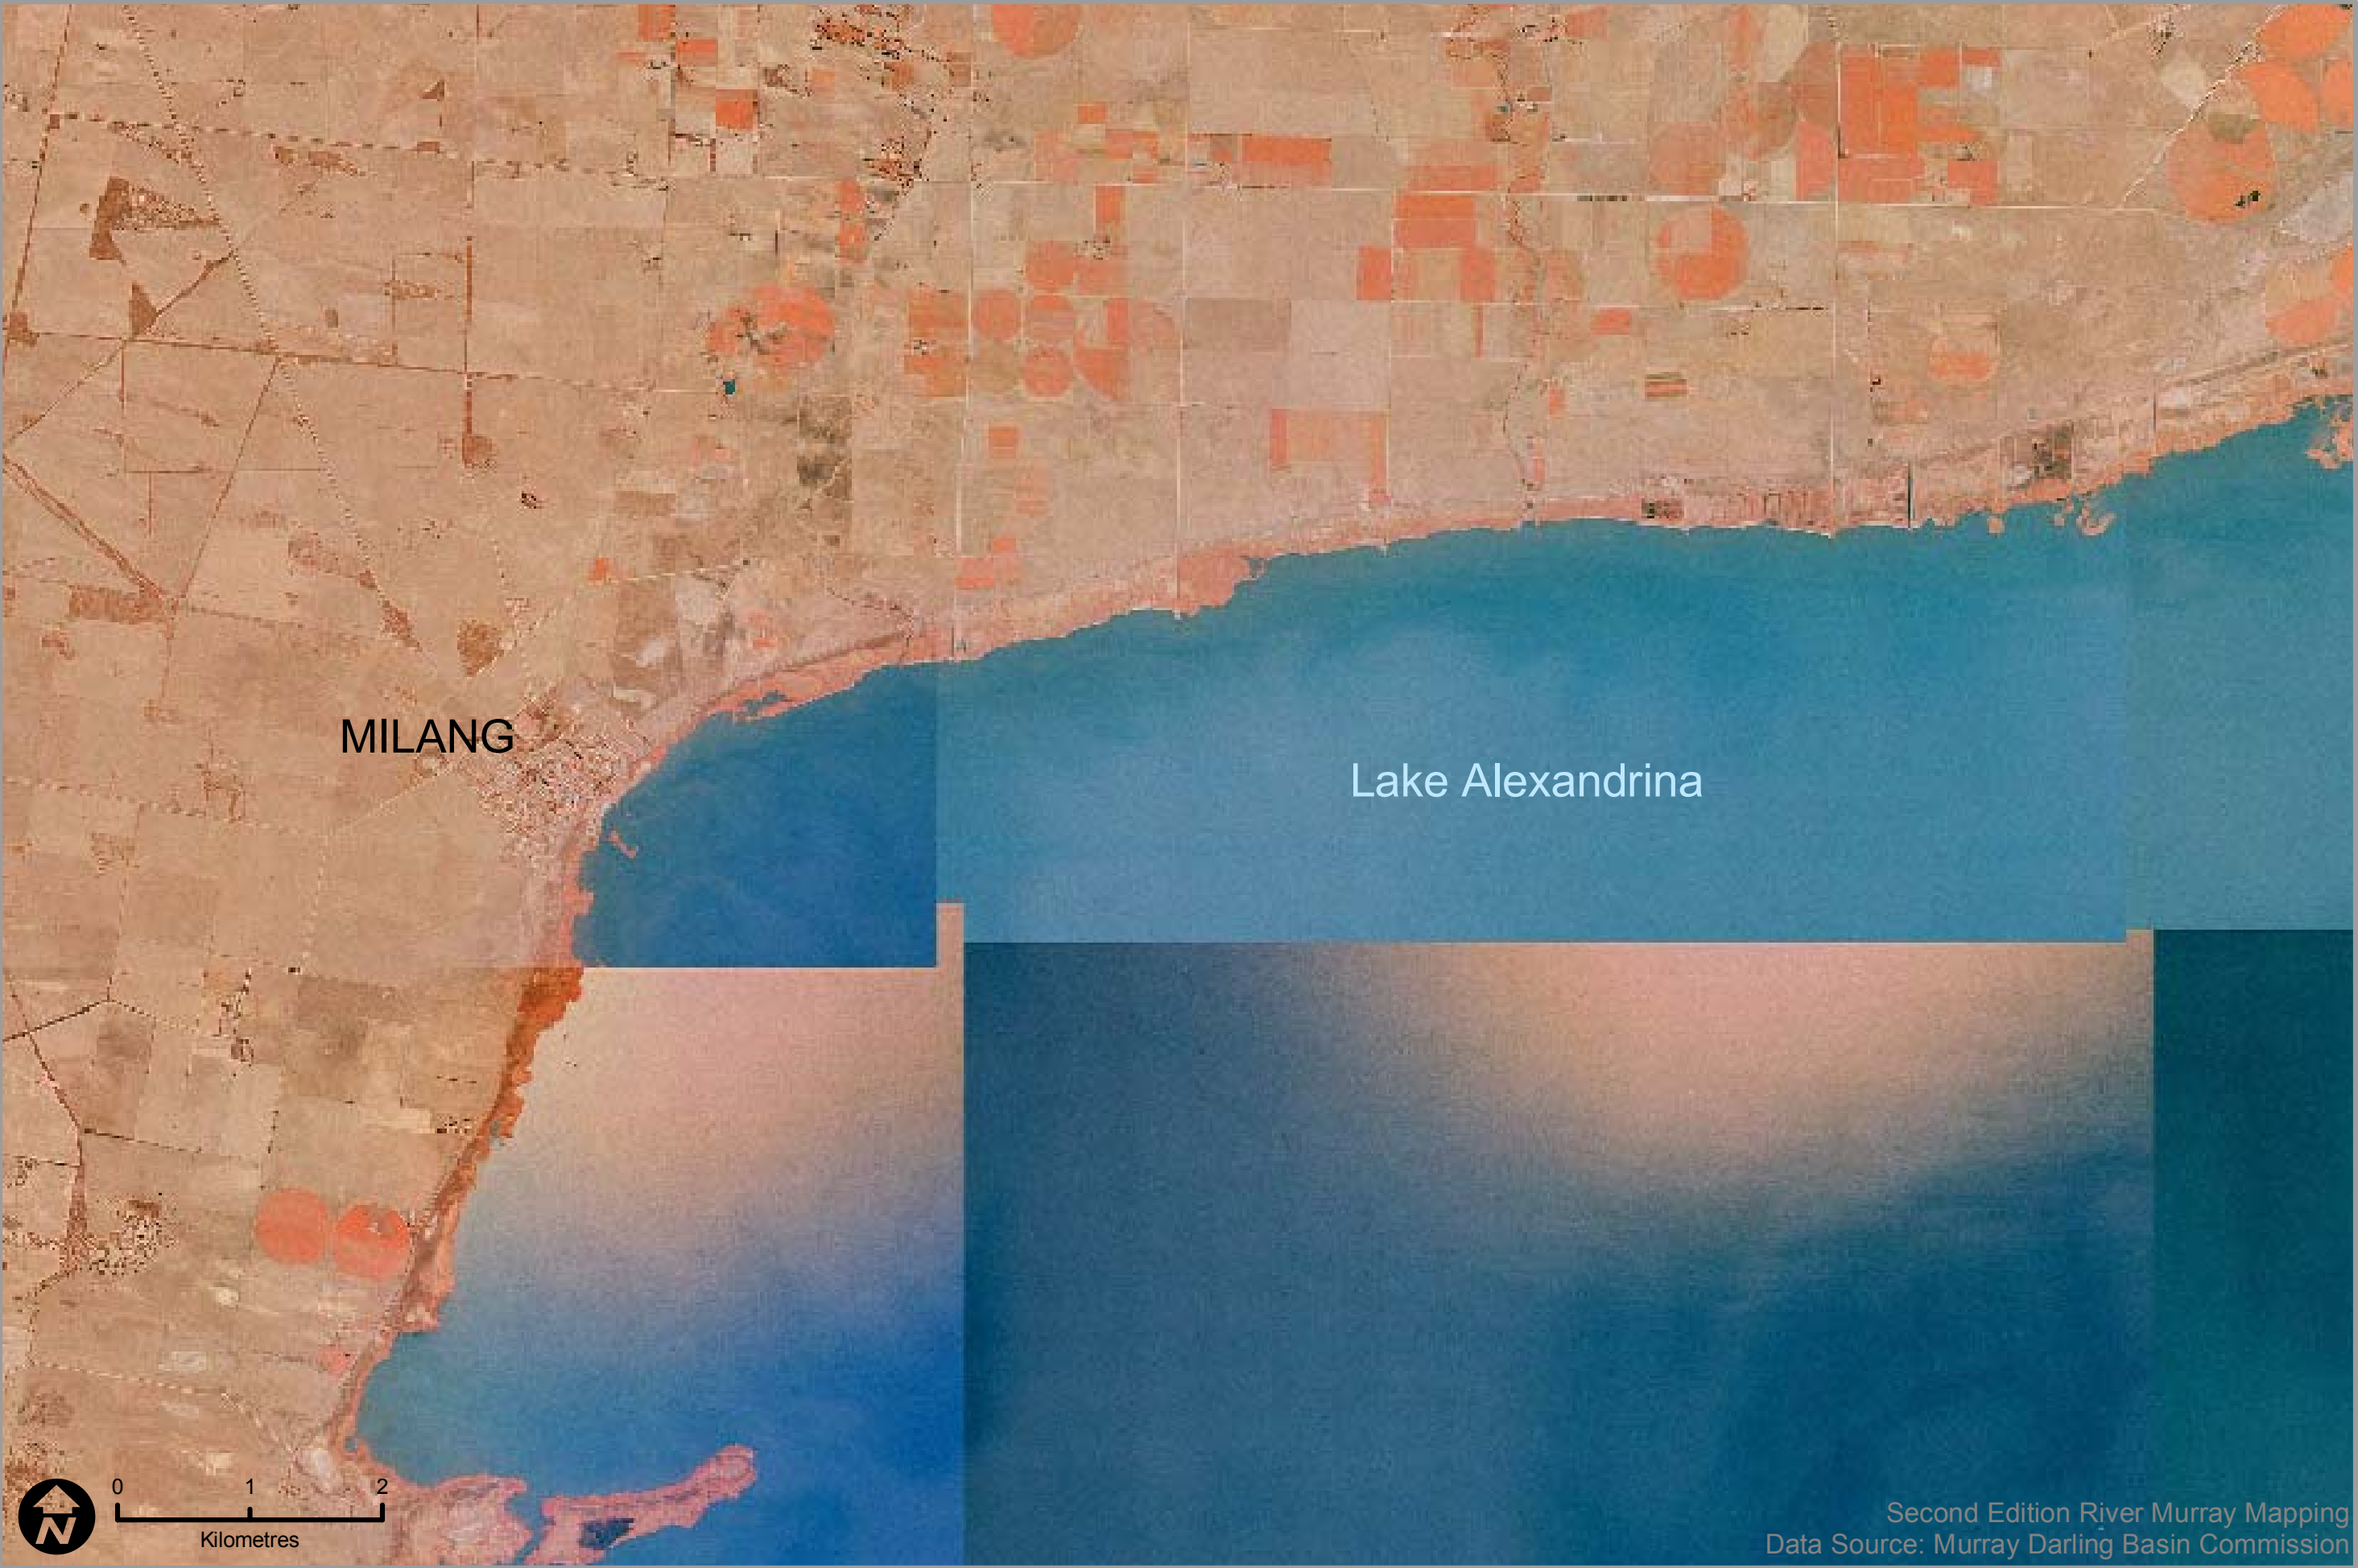 MILANG
Lake Alexandrina
N
0 1 2
Kilometres
Second Edition River Murray Mapping
Data Source: Murray Darling Basin Commission